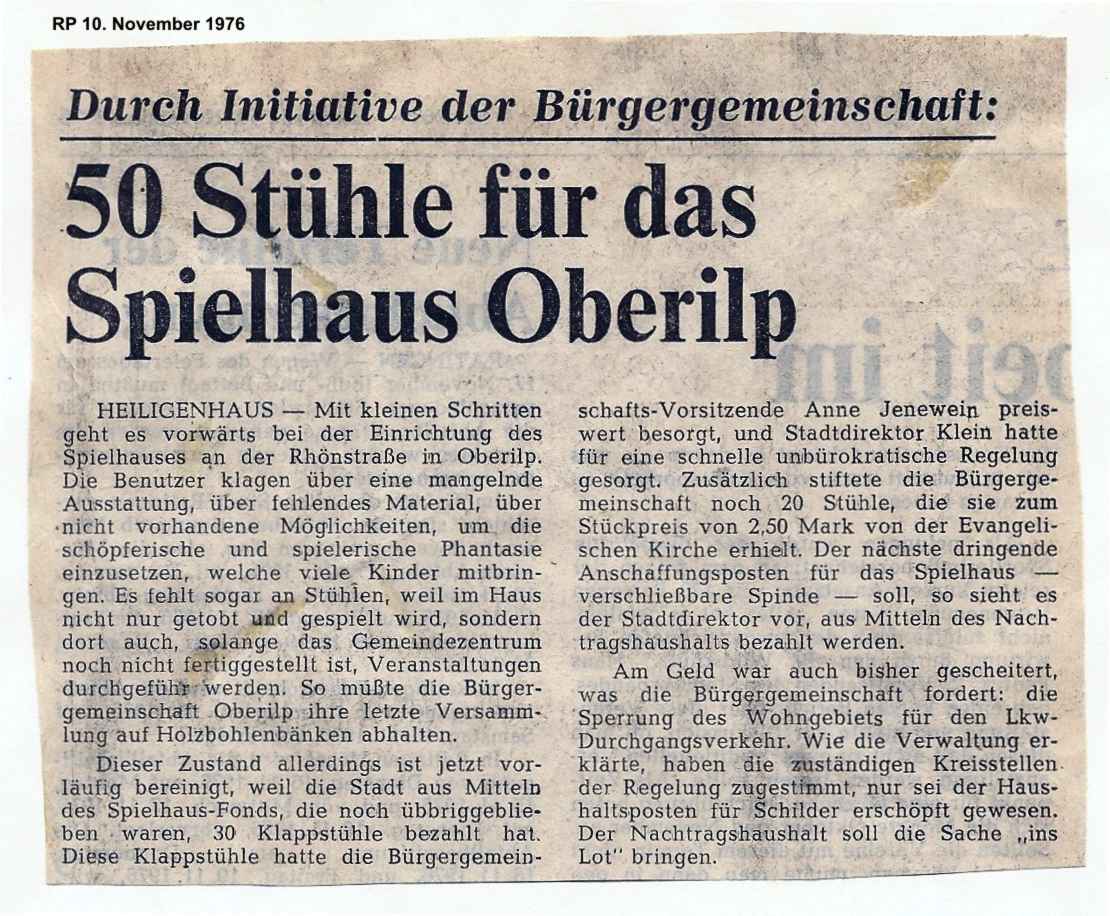 RP 10. November 1976
Durch Initiative der Bürgergemeinschaft:
50 Stühle für das
Spielhaus Oberilp
HEILIGENHAUS — Mit kleinen Schritten
geht es vorwärts bei der Einrichtung des
Spielhauses an der Rhönstraße in Oberilp.
Die Benutzer klagen über eine mangelnde
Ausstattung, über fehlendes Material, über
nicht vorhandene Möglichkeiten, um die
schöpferische und spielerische Phantasie
einzusetzen, welche viele Kinder mitbrin-
gen. Es fehlt sogar an Stühlen, weil im Haus
nicht nur getobt und gespielt wird, sondern
dort auch, solange das Gemeindezentrum
noch nicht fertiggestellt ist, Veranstaltungen
durchgeführ werden. So müßte die Bürger-
gemeinschaft Oberilp ihre letzte Versamm-
lung auf Holzbohlenbänken abhalten.
Dieser Zustand allerdings ist jetzt vor-
läufig bereinigt, weil die Stadt aus Mitteln
des Spielhaus-Fonds, die noch übbriggeblie-
ben waren, 30 Klappstühle bezahlt hat.
Diese Klappstühle hatte die Bürgergemein-
schafts-Vorsitzende Anne Jenewein preis-
wert besorgt, und Stadtdirektor Klein hatte
für eine schnelle unbürokratische Regelung
gesorgt. Zusätzlich stiftete die Bürgerge-
meinschaft noch 20 Stühle, die sie zum
Stückpreis von 2,50 Mark von der Evangeli-
schen Kirche erhielt. Der nächste dringende
Anschaffungsposten für das Spielhaus —
verschließbare Spinde — soll, so sieht es
der Stadtdirektor vor, aus Mitteln des Nach-
tragshaushalts bezahlt werden.
Am Geld war auch bisher gescheitert,
was die Bürgergemeinschaft fordert: die
Sperrung des Wohngebiets für den Lkw-
Durchgangsverkehr. Wie die Verwaltung er-
klärte, haben die zuständigen Kreisstellen
der Regelung zugestimmt, nur sei der Haus-
haltsposten für Schilder erschöpft gewesen.
Der Nachtragshaushalt soll die Sache „ins
Lot" bringen.